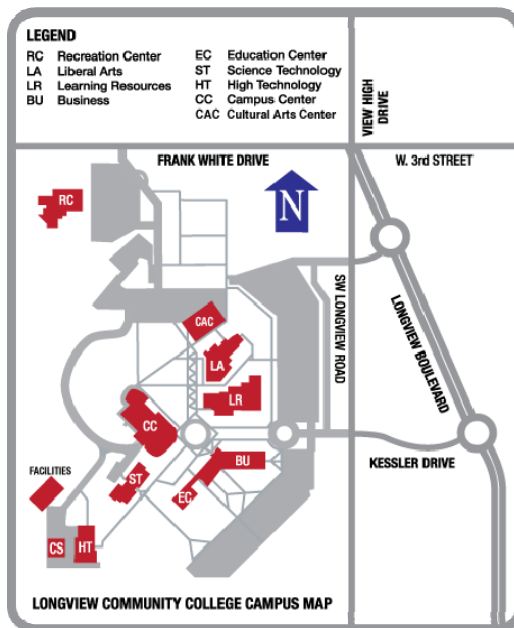 LEGEND
RC Recreation Center
LA Liberal Arts
LR Learning Resources
BU Business
EC Education Center
ST Science Technology
HT High Technology
CC Campus Center
CAC Cultural Arts Center
VIEW HIGH
DRIVE
FRANK WHITE DRIVE
W. 3rd STREET
RC
N
SW LONGVIEW ROAD
LONGVIEW BOULEVARD
CAC
LA
LR
CC
BU
KESSLER DRIVE
FACILITIES
ST
EC
CS
HT
LONGVIEW COMMUNITY COLLEGE CAMPUS MAP